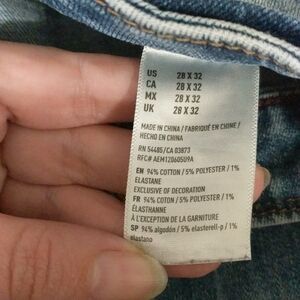 US 28 X 32
CA 28 X 32
MX 28 X 32
UK 28 X 32
MADE IN CHINA / FABRIQUÉ EN CHINE /
HECHO EN CHINA
RN 54485/CA 03873
RFC# AEM120605U9A
EN 94% COTTON / 5% POLYESTER / 1%
ELASTANE
EXCLUSIVE OF DECORATION
FR 94% COTON / 5% POLYESTER / 1%
ÉLASTHANNE
À L'EXCEPTION DE LA GARNITURE
SP 94% algodón / 5% elasterell-p / 1%
elastano